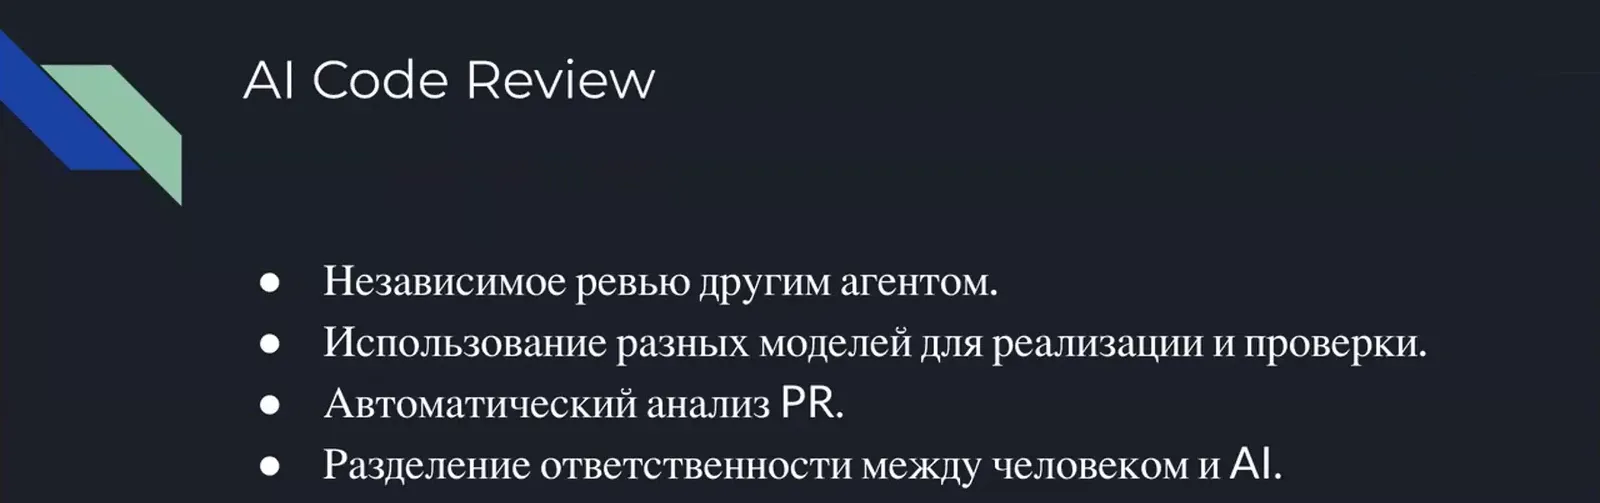 AI Code Review
● Независимое ревью другим агентом.
● Использование разных моделей для реализации и проверки.
● Автоматический анализ PR.
● Разделение ответственности между человеком и AI.